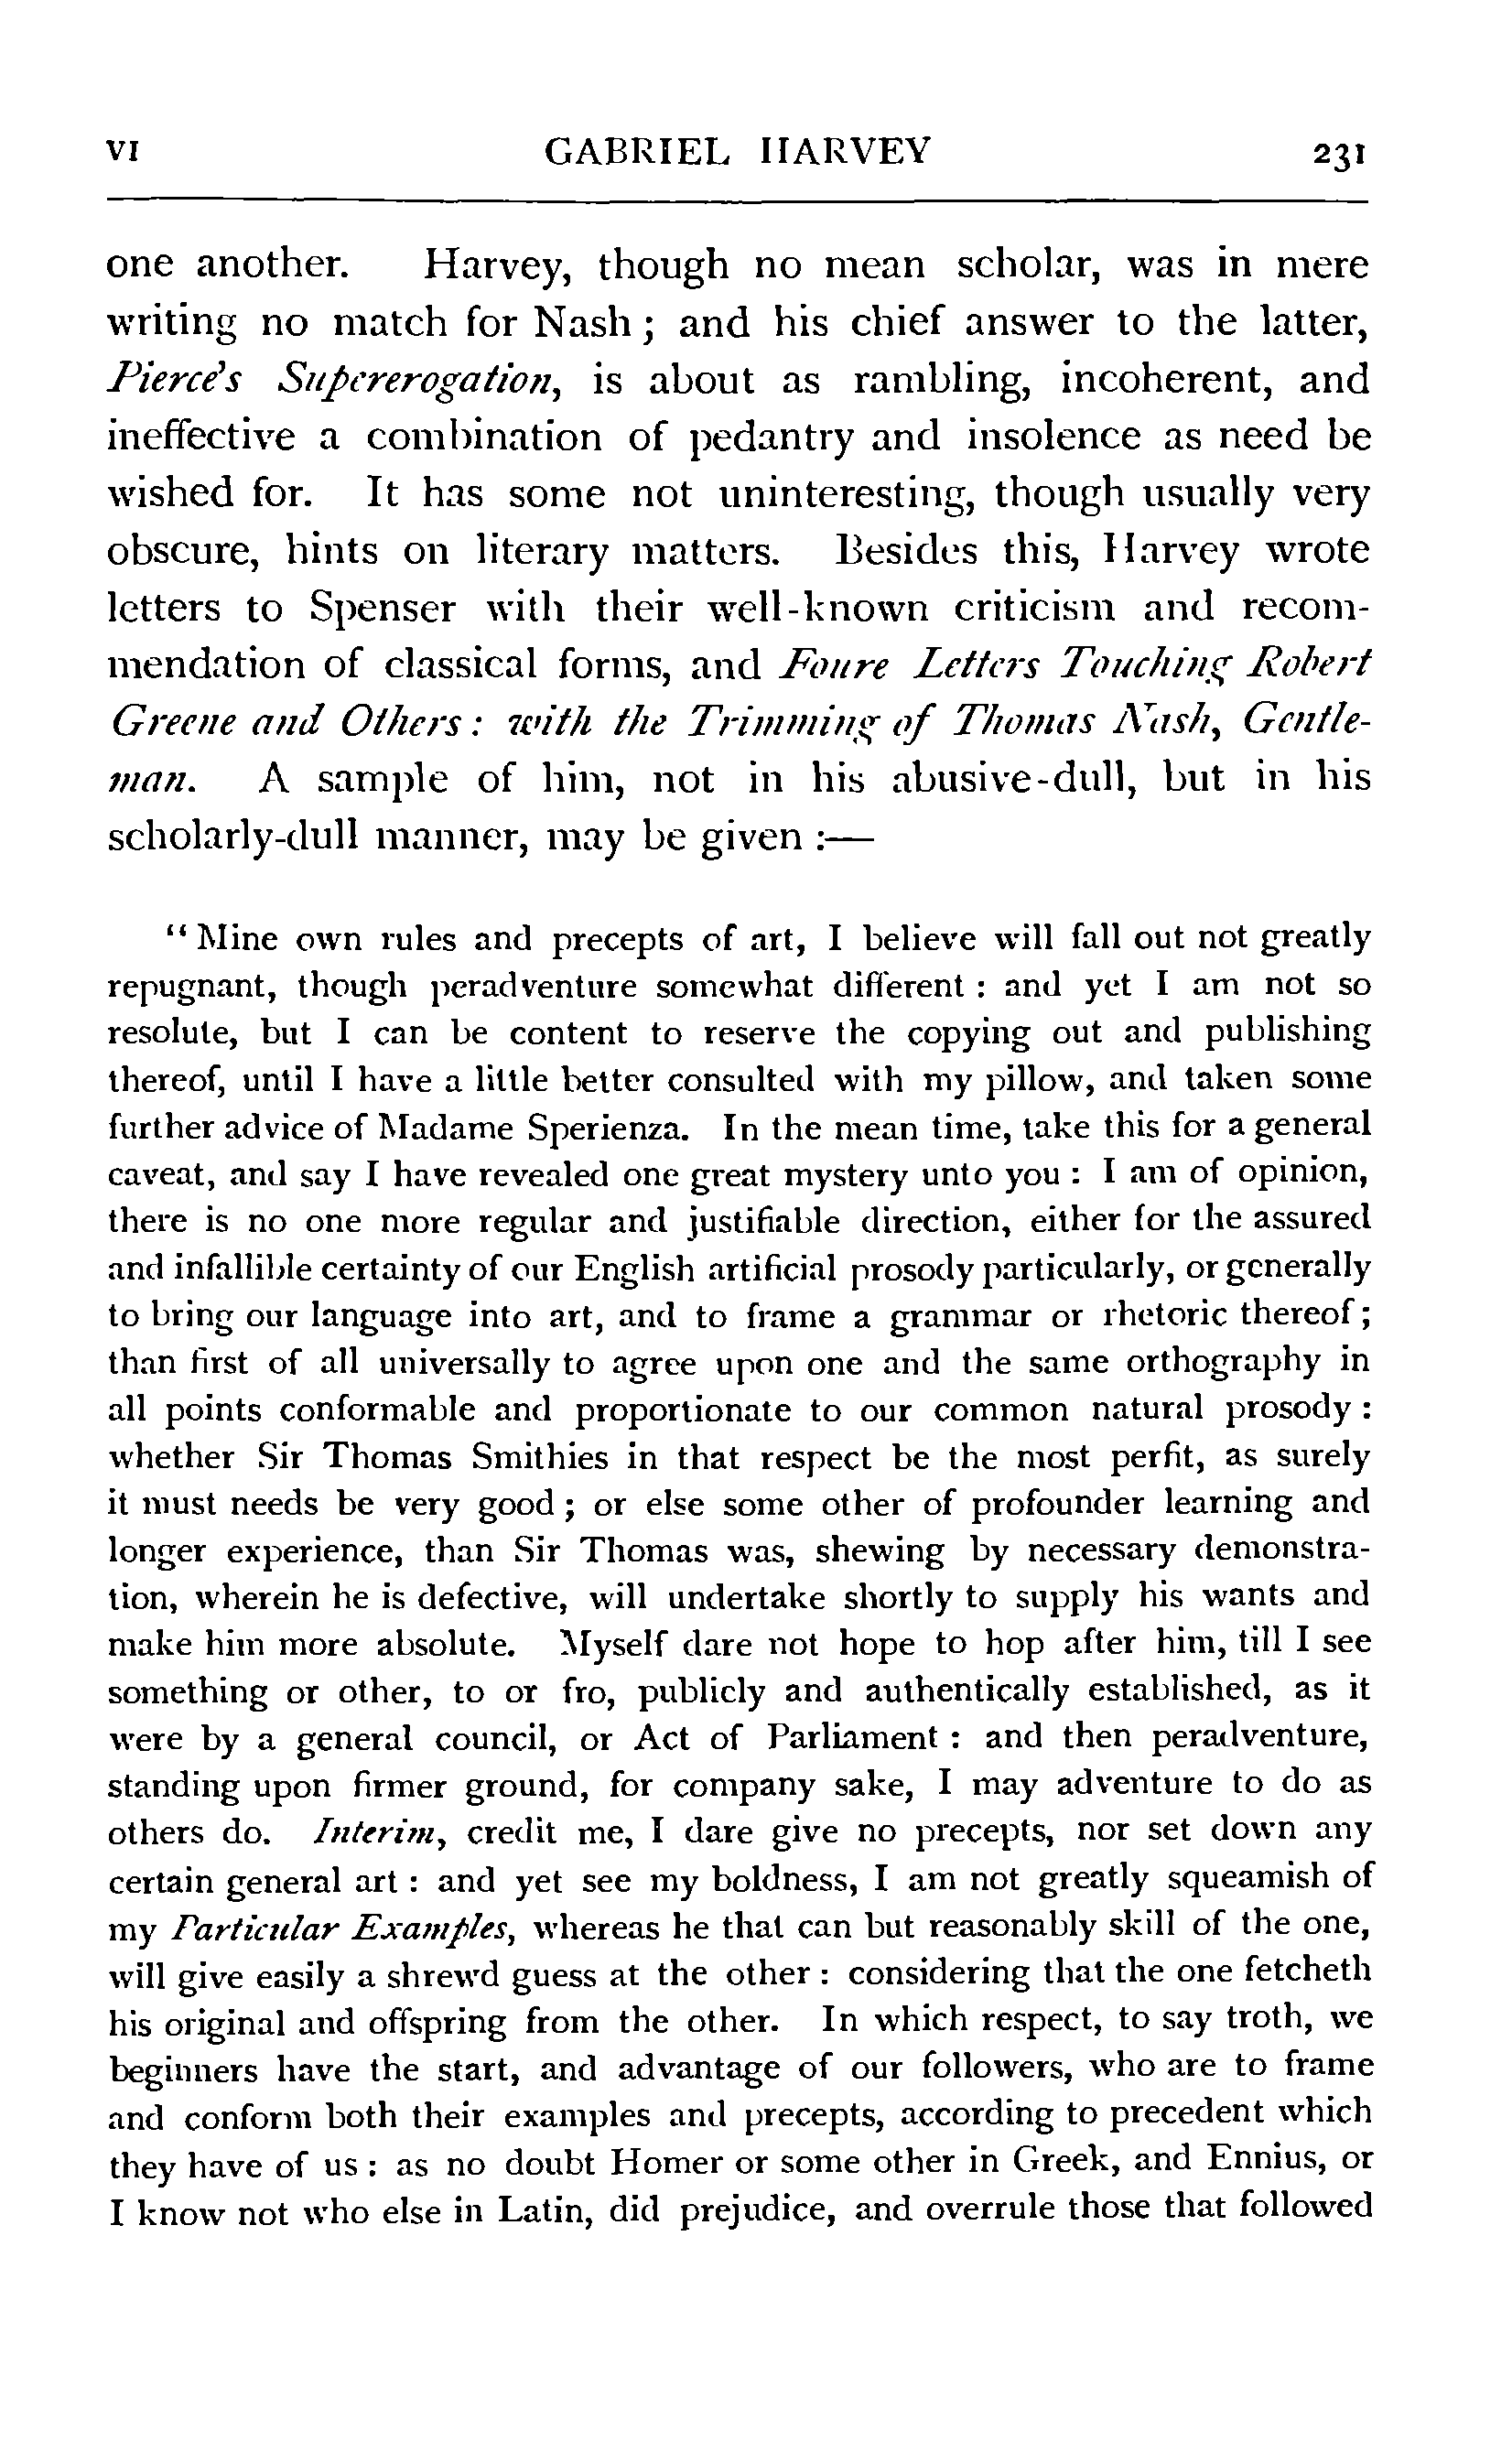 VI GABRIEL HARVEY 231
one another. Harvey, though no mean scholar, was in mere
writing no match for Nash; and his chief answer to the latter,
Pierce's Supererogation, is about as rambling, incoherent, and
ineffective a combination of pedantry and insolence as need be
wished for. It has some not uninteresting, though usually very
obscure, hints on literary matters. Besides this, Harvey wrote
letters to Spenser with their well-known criticism and recom-
mendation of classical forms, and Foure Letters Touching Robert
Greene and Others: with the Trimming of Thomas Nash, Gentle-
man. A sample of him, not in his abusive-dull, but in his
scholarly-dull manner, may be given :—
“Mine own rules and precepts of art, I believe will fall out not greatly
repugnant, though peradventure somewhat different: and yet I am not so
resolute, but I can be content to reserve the copying out and publishing
thereof, until I have a little better consulted with my pillow, and taken some
further advice of Madame Sperienza. In the mean time, take this for a general
caveat, and say I have revealed one great mystery unto you: I am of opinion,
there is no one more regular and justifiable direction, either for the assured
and infallible certainty of our English artificial prosody particularly, or generally
to bring our language into art, and to frame a grammar or rhetoric thereof;
than first of all universally to agree upon one and the same orthography in
all points conformable and proportionate to our common natural prosody:
whether Sir Thomas Smithies in that respect be the most perfit, as surely
it must needs be very good; or else some other of profounder learning and
longer experience, than Sir Thomas was, shewing by necessary demonstra-
tion, wherein he is defective, will undertake shortly to supply his wants and
make him more absolute. Myself dare not hope to hop after him, till I see
something or other, to or fro, publicly and authentically established, as it
were by a general council, or Act of Parliament: and then peradventure,
standing upon firmer ground, for company sake, I may adventure to do as
others do. Interim, credit me, I dare give no precepts, nor set down any
certain general art: and yet see my boldness, I am not greatly squeamish of
my Particular Examples, whereas he that can but reasonably skill of the one,
will give easily a shrewd guess at the other: considering that the one fetcheth
his original and offspring from the other. In which respect, to say troth, we
beginners have the start, and advantage of our followers, who are to frame
and conform both their examples and precepts, according to precedent which
they have of us: as no doubt Homer or some other in Greek, and Ennius, or
I know not who else in Latin, did prejudice, and overrule those that followed